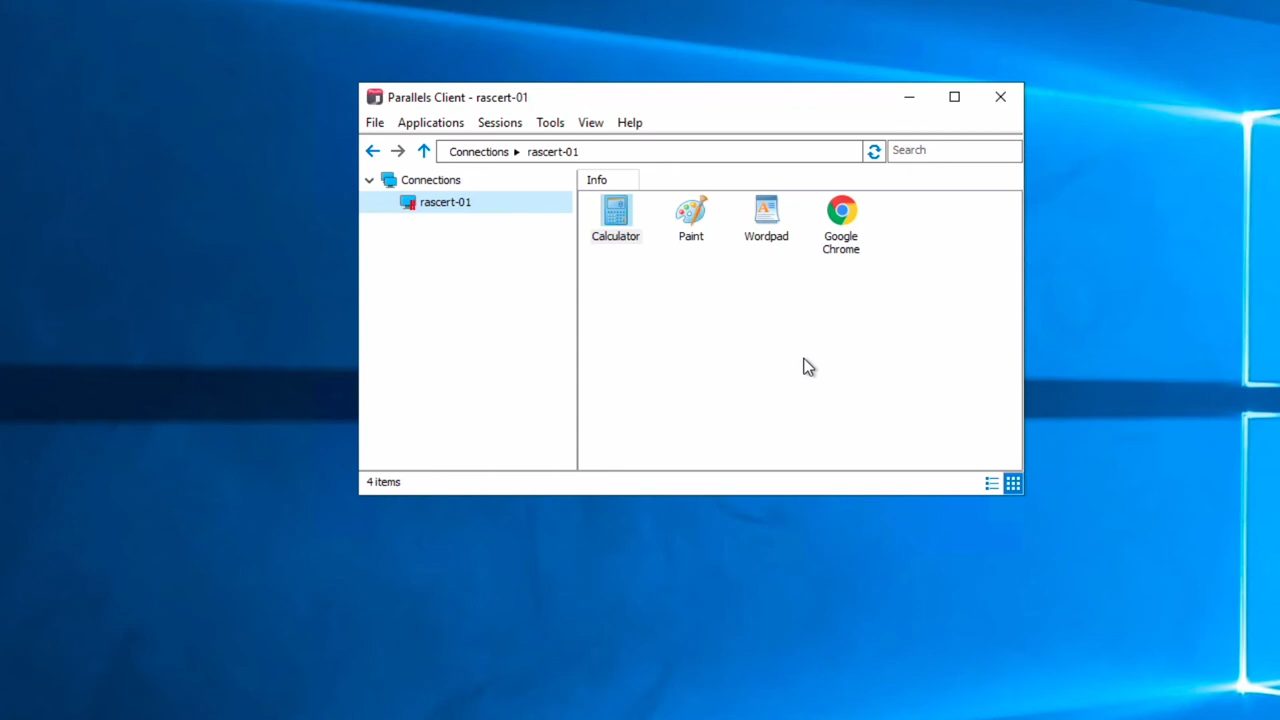 Parallels Client - rascert-01
File Applications Sessions Tools View Help
Connections rascert-01 Search
Connections
rascert-01
Info
Calculator Paint Wordpad Google Chrome
4 items